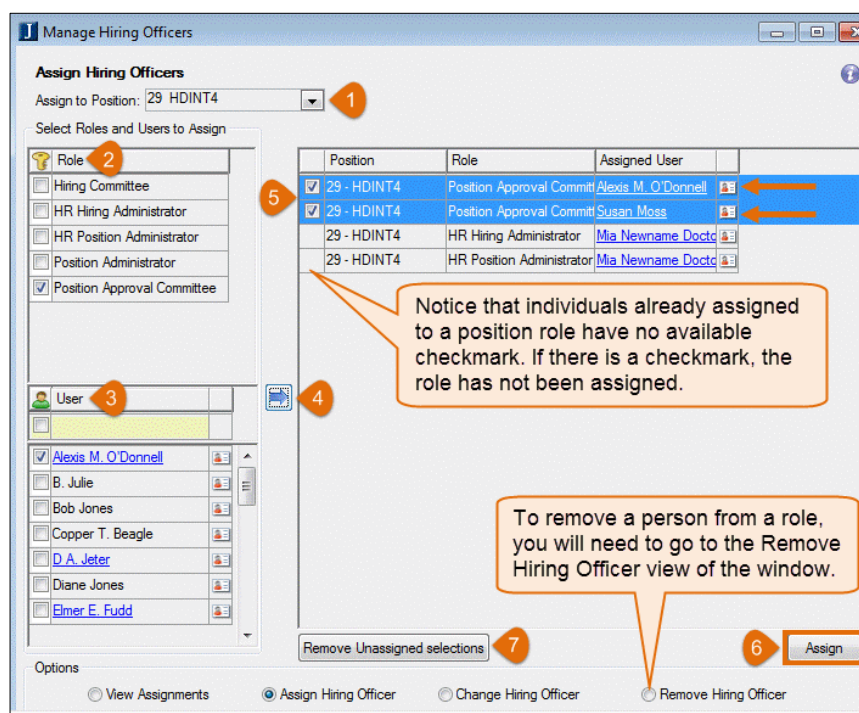 Manage Hiring Officers
Assign Hiring Officers
Assign to Position: 29 HDINT4
1
Select Roles and Users to Assign
Role
2
Hiring Committee
HR Hiring Administrator
HR Position Administrator
Position Administrator
Position Approval Committee
User
3
Alexis M. O'Donnell
B. Julie
Bob Jones
Copper T. Beagle
D A. Jeter
Diane Jones
Elmer E. Fudd
4
5
Position Role Assigned User
29 - HDINT4 Position Approval Committ Alexis M. O'Donnell
29 - HDINT4 Position Approval Committ Susan Moss
29 - HDINT4 HR Hiring Administrator Mia Newname Docto
29 - HDINT4 HR Position Administrator Mia Newname Docto
Notice that individuals already assigned
to a position role have no available
checkmark. If there is a checkmark, the
role has not been assigned.
To remove a person from a role,
you will need to go to the Remove
Hiring Officer view of the window.
Remove Unassigned selections
7
6
Assign
Options
View Assignments Assign Hiring Officer Change Hiring Officer Remove Hiring Officer